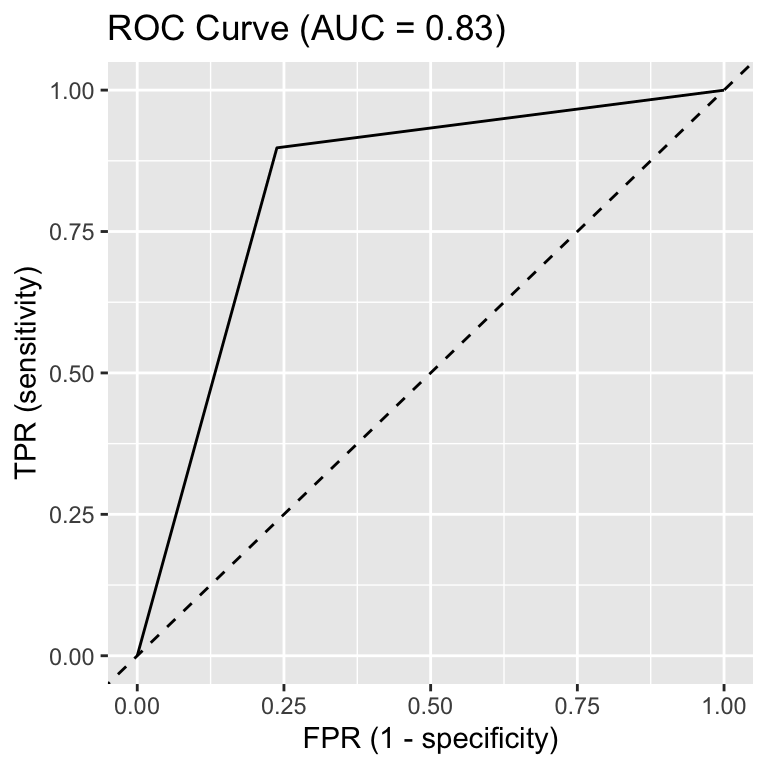 ROC Curve (AUC = 0.83)
TPR (sensitivity)
1.00
0.75
0.50
0.25
0.00
0.00 0.25 0.50 0.75 1.00
FPR (1 - specificity)